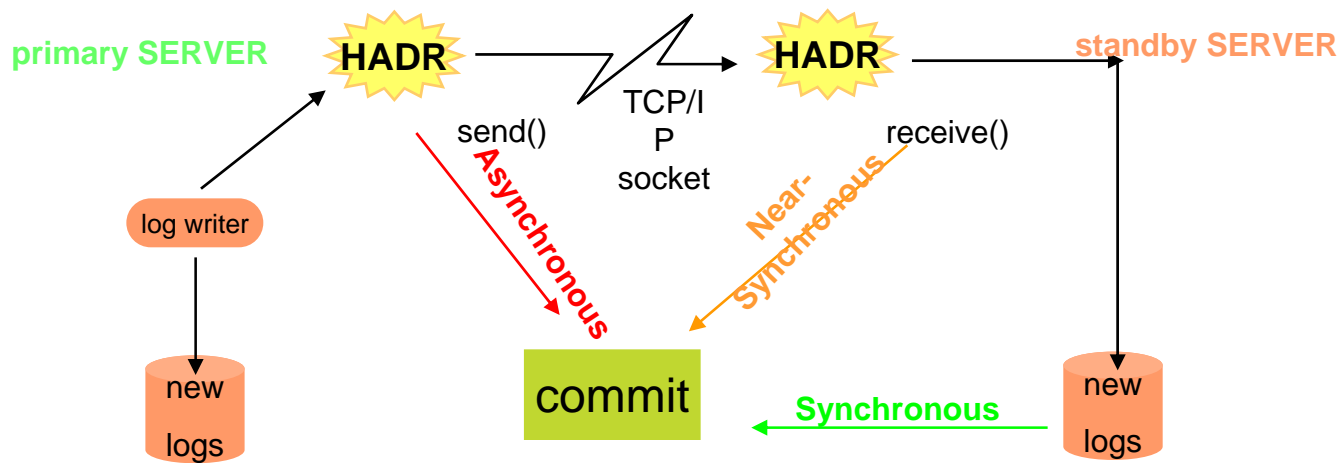 primary SERVER
HADR
HADR
standby SERVER
TCP/I
P
socket
send()
receive()
Asynchronous
Near-
Synchronous
log writer
commit
new
logs
Synchronous
new
logs